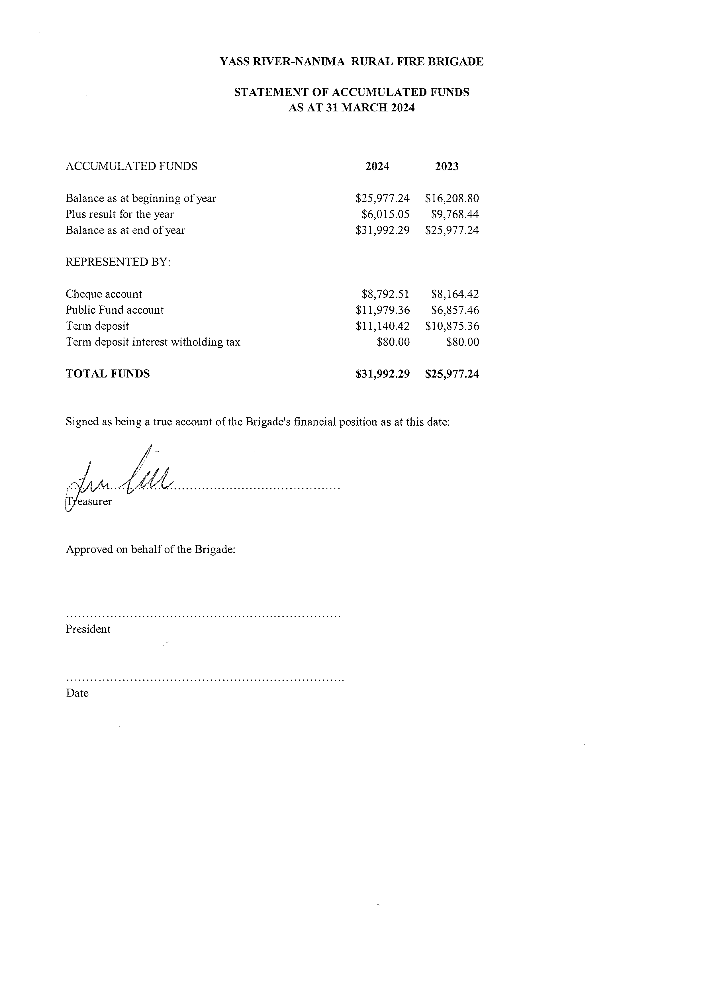 YASS RIVER-NANIMA RURAL FIRE BRIGADE
STATEMENT OF ACCUMULATED FUNDS
AS AT 31 MARCH 2024
ACCUMULATED FUNDS 2024 2023
Balance as at beginning of year $25,977.24 $16,208.80
Plus result for the year $6,015.05 $9,768.44
Balance as at end of year $31,992.29 $25,977.24
REPRESENTED BY:
Cheque account $8,792.51 $8,164.42
Public Fund account $11,979.36 $6,857.46
Term deposit $11,140.42 $10,875.36
Term deposit interest witholding tax $80.00 $80.00
TOTAL FUNDS $31,992.29 $25,977.24
Signed as being a true account of the Brigade's financial position as at this date:
Treasurer
Approved on behalf of the Brigade:
President
Date